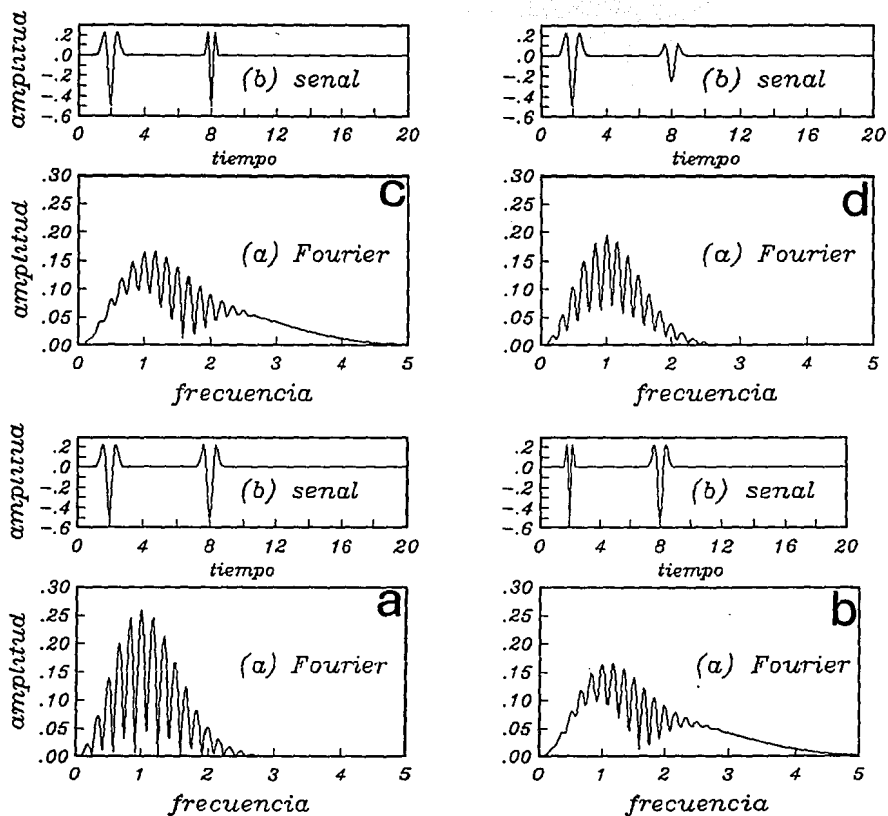 amplitua
.2
.0
-.2
-.4
-.6
(b) senal
0 4 8 12 16 20
tiempo
amplitud
.30
.25
.20
.15
.10
.05
.00
c
(a) Fourier
0 1 2 3 4 5
frecuencia
.2
.0
-.2
-.4
-.6
(b) senal
0 4 8 12 16 20
tiempo
.30
.25
.20
.15
.10
.05
.00
d
(a) Fourier
0 1 2 3 4 5
frecuencia
amplitua
.2
.0
-.2
-.4
-.6
(b) senal
0 4 8 12 16 20
tiempo
amplitud
.30
.25
.20
.15
.10
.05
.00
a
(a) Fourier
0 1 2 3 4 5
frecuencia
.2
.0
-.2
-.4
-.6
(b) senal
0 4 8 12 16 20
tiempo
.30
.25
.20
.15
.10
.05
.00
b
(a) Fourier
0 1 2 3 4 5
frecuencia